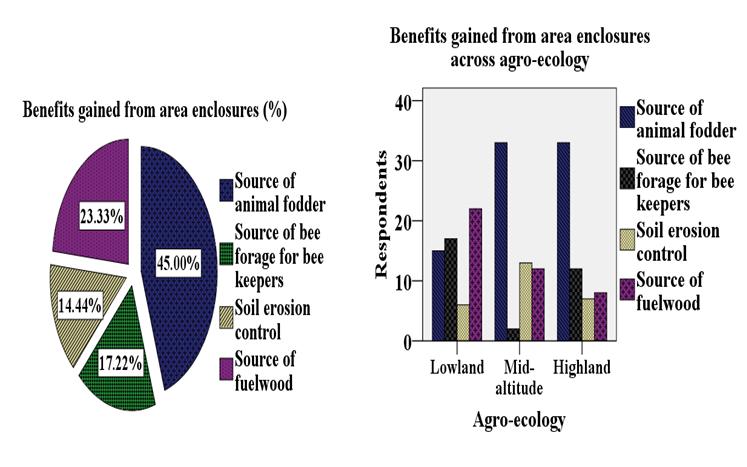 Benefits gained from area enclosures (%)
23.33%
45.00%
14.44%
17.22%
Source of
animal fodder
Source of bee
forage for bee
keepers
Soil erosion
control
Source of
fuelwood
Benefits gained from area enclosures
across agro-ecology
Respondents
40
30
20
10
0
Lowland
Mid-
altitude
Highland
Agro-ecology
Source of
animal fodder
Source of bee
forage for bee
keepers
Soil erosion
control
Source of
fuelwood